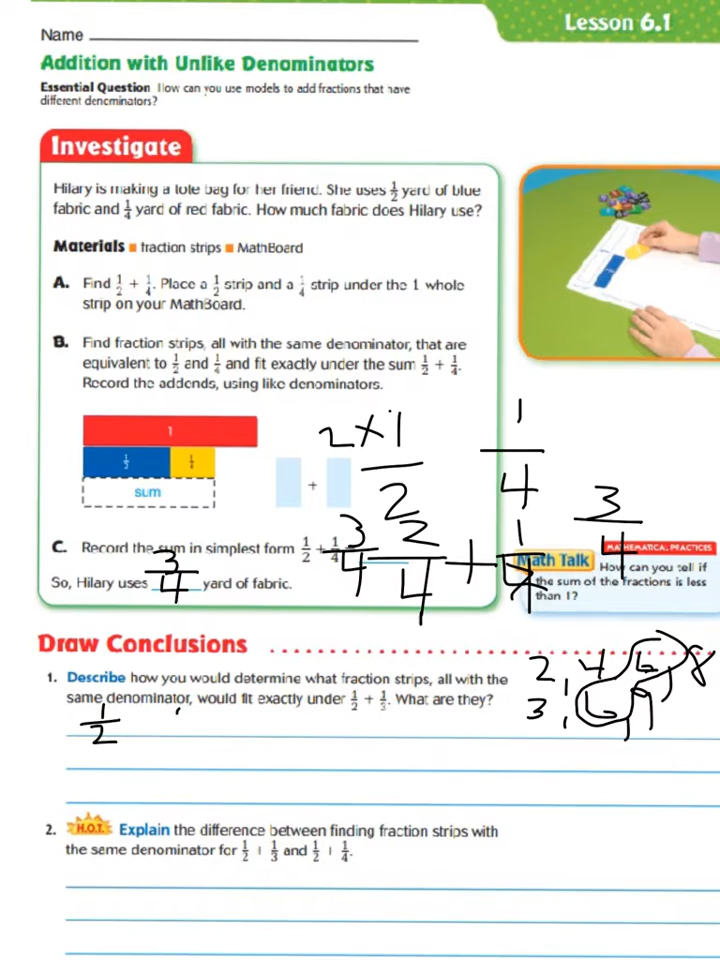 Lesson 6.1
Name
Addition with Unlike Denominators
Essential Question How can you use models to add fractions that have
different denominators?
Investigate
Hilary is making a tote bag for her friend. She uses 1/2 yard of blue
fabric and 1/4 yard of red fabric. How much fabric does Hilary use?
Materials ■ fraction strips ■ MathBoard
A. Find 1/2 + 1/4. Place a 1/2 strip and a 1/4 strip under the 1 whole
strip on your MathBoard.
B. Find fraction strips, all with the same denominator, that are
equivalent to 1/2 and 1/4 and fit exactly under the sum 1/2 + 1/4.
Record the addends, using like denominators.
1
1/2 1/4
sum
+
2 × 1/2
1/4
2/4 + 1/4
3/4
C. Record the sum in simplest form 1/2 + 1/4 = 3/4
So, Hilary uses 3/4 yard of fabric.
MATHEMATICAL PRACTICES
Math Talk How can you tell if
the sum of the fractions is less
than 1?
Draw Conclusions
1. Describe how you would determine what fraction strips, all with the
same denominator, would fit exactly under 1/2 + 1/3. What are they?
2, 4, 6, 8
3, 6, 9
1/2
2. H.O.T. Explain the difference between finding fraction strips with
the same denominator for 1/2 + 1/3 and 1/2 + 1/4.